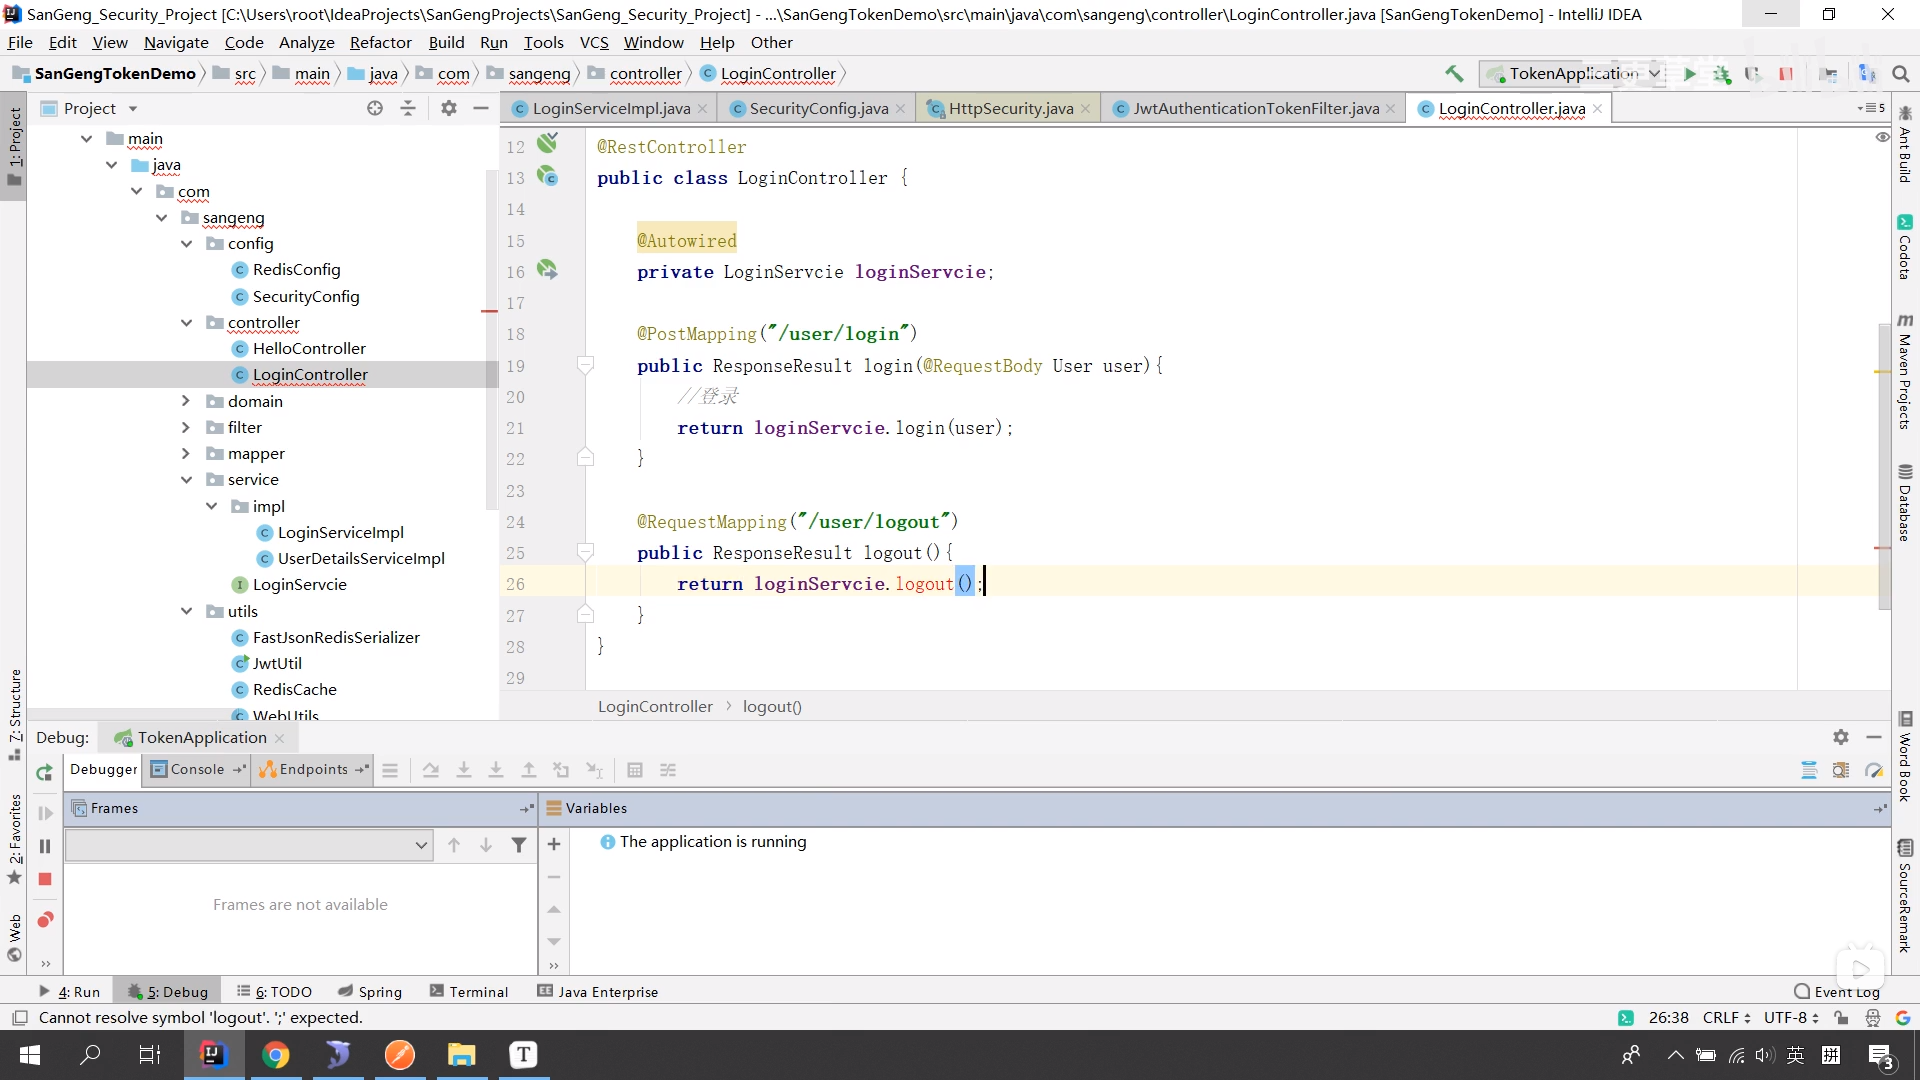 SanGeng_Security_Project [C:\Users\root\IdeaProjects\SanGengProjects\SanGeng_Security_Project] - ...\SanGengTokenDemo\src\main\java\com\sangeng\controller\LoginController.java [SanGengTokenDemo] - IntelliJ IDEA
File Edit View Navigate Code Analyze Refactor Build Run Tools VCS Window Help Other
SanGengTokenDemo src main java com sangeng controller LoginController TokenApplication
1: Project
Project
LoginServiceImpl.java SecurityConfig.java HttpSecurity.java JwtAuthenticationTokenFilter.java LoginController.java 5
main
java
com
sangeng
config
RedisConfig
SecurityConfig
controller
HelloController
LoginController
domain
filter
mapper
service
impl
LoginServiceImpl
UserDetailsServiceImpl
LoginServcie
utils
FastJsonRedisSerializer
JwtUtil
RedisCache
WebUtils
12 @RestController
13 public class LoginController {
14
15 @Autowired
16 private LoginServcie loginServcie;
17
18 @PostMapping("/user/login")
19 public ResponseResult login(@RequestBody User user){
20 //登录
21 return loginServcie.login(user);
22 }
23
24 @RequestMapping("/user/logout")
25 public ResponseResult logout(){
26 return loginServcie.logout();
27 }
28 }
29
LoginController › logout()
Ant Build
Codota
Maven Projects
Database
Word Book
SourceRemark
Z: Structure
2: Favorites
Web
Debug: TokenApplication
Debugger Console Endpoints
Frames Variables
The application is running
Frames are not available
4: Run 5: Debug 6: TODO Spring Terminal Java Enterprise Event Log
Cannot resolve symbol 'logout'. ';' expected. 26:38 CRLF UTF-8
英 拼 3